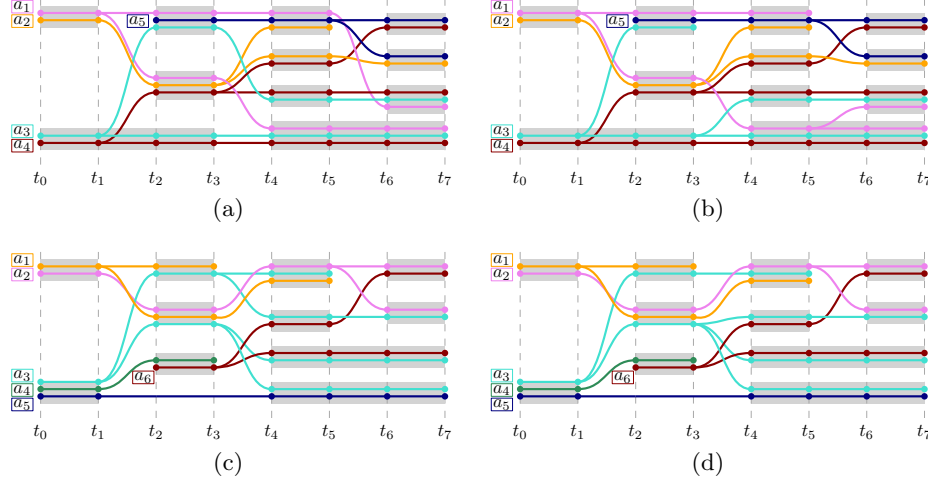 a₁ a₁
a₂ a₅ a₂ a₅
a₃ a₃
a₄ a₄
t₀ t₁ t₂ t₃ t₄ t₅ t₆ t₇ t₀ t₁ t₂ t₃ t₄ t₅ t₆ t₇
(a) (b)
a₁ a₁
a₂ a₂
a₃ a₃
a₄ a₆ a₄ a₆
a₅ a₅
t₀ t₁ t₂ t₃ t₄ t₅ t₆ t₇ t₀ t₁ t₂ t₃ t₄ t₅ t₆ t₇
(c) (d)